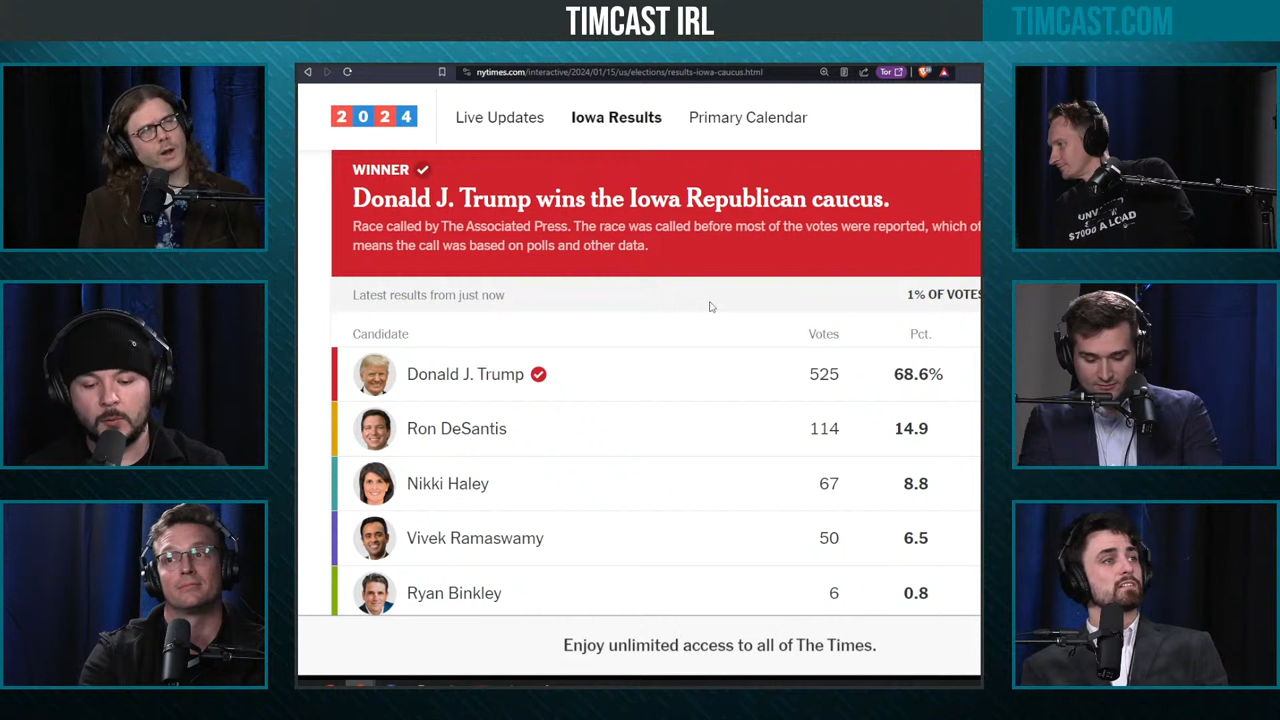 TIMCAST IRL
TIMCAST.COM
nytimes.com/interactive/2024/01/15/us/elections/results-iowa-caucus.html
Tor
2024
Live Updates
Iowa Results
Primary Calendar
WINNER
Donald J. Trump wins the Iowa Republican caucus.
Race called by The Associated Press. The race was called before most of the votes were reported, which of
means the call was based on polls and other data.
Latest results from just now
1% OF VOTES
Candidate Votes Pct.
Donald J. Trump 525 68.6%
Ron DeSantis 114 14.9
Nikki Haley 67 8.8
Vivek Ramaswamy 50 6.5
Ryan Binkley 6 0.8
Enjoy unlimited access to all of The Times.
$7000 A LOAD